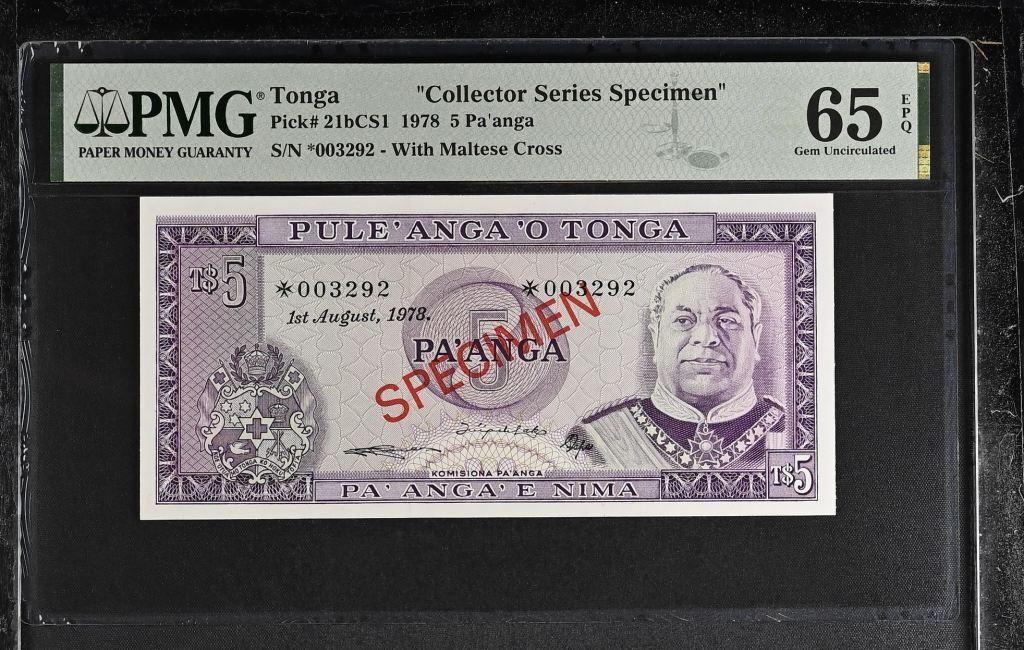 PMG® Tonga "Collector Series Specimen"
Pick# 21bCS1 1978 5 Pa'anga
PAPER MONEY GUARANTY S/N *003292 - With Maltese Cross
65 EPQ
Gem Uncirculated
PULE'ANGA 'O TONGA
T$5
*003292 *003292
1st August, 1978.
5
PA'ANGA
SPECIMEN
KOMISIONA PA'ANGA
PA'ANGA 'E NIMA
T$5